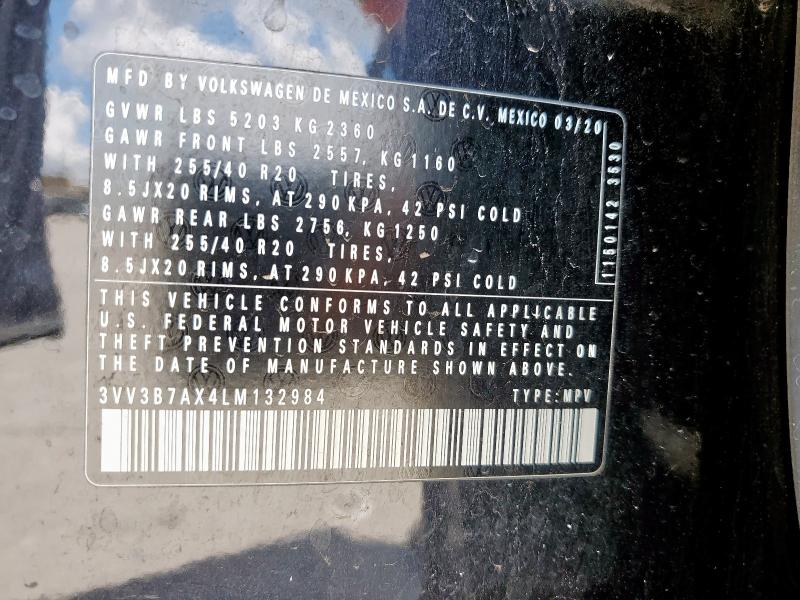 MFD BY VOLKSWAGEN DE MEXICO S.A. DE C.V. MEXICO 03/20
GVWR LBS 5203 KG 2360
GAWR FRONT LBS 2557, KG 1160
WITH 255/40 R20 TIRES,
8.5JX20 RIMS, AT 290 KPA, 42 PSI COLD
GAWR REAR LBS 2756, KG 1250
WITH 255/40 R20 TIRES,
8.5JX20 RIMS, AT 290 KPA, 42 PSI COLD
1150142 3630
THIS VEHICLE CONFORMS TO ALL APPLICABLE
U.S. FEDERAL MOTOR VEHICLE SAFETY AND
THEFT PREVENTION STANDARDS IN EFFECT ON
THE DATE OF MANUFACTURE SHOWN ABOVE.
3VV3B7AX4LM132984 TYPE:MPV